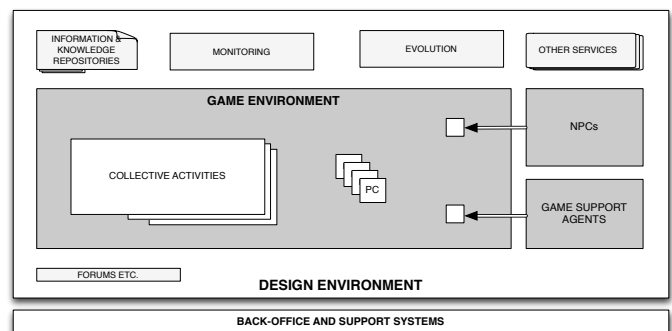 INFORMATION &
KNOWLEDGE
REPOSITORIES
MONITORING
EVOLUTION
OTHER SERVICES
GAME ENVIRONMENT
NPCs
COLLECTIVE ACTIVITIES
PC
GAME SUPPORT
AGENTS
FORUMS ETC.
DESIGN ENVIRONMENT
BACK-OFFICE AND SUPPORT SYSTEMS